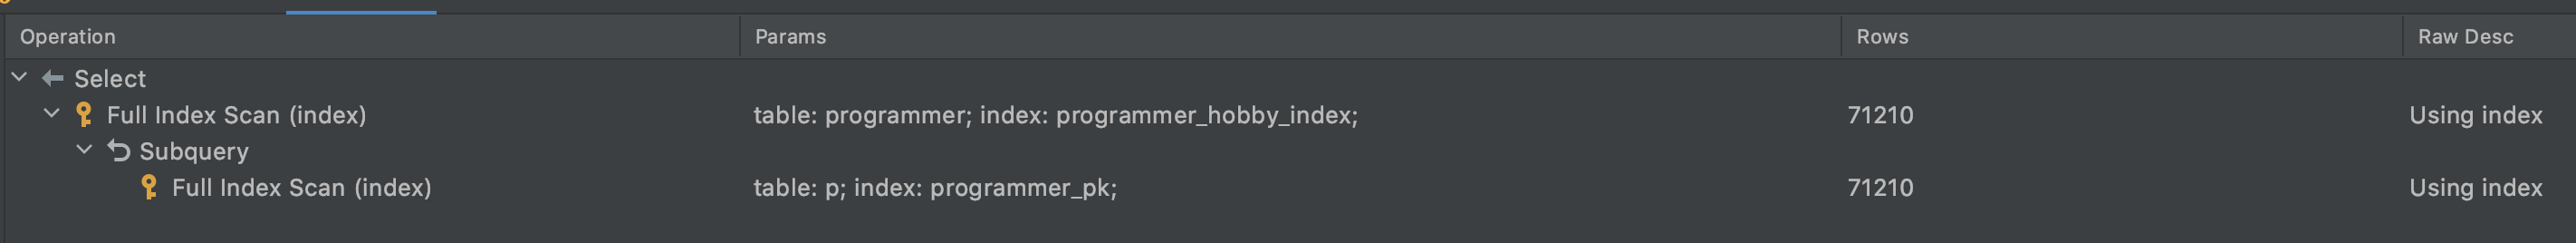 Operation Params Rows Raw Desc
Select
Full Index Scan (index) table: programmer; index: programmer_hobby_index; 71210 Using index
Subquery
Full Index Scan (index) table: p; index: programmer_pk; 71210 Using index